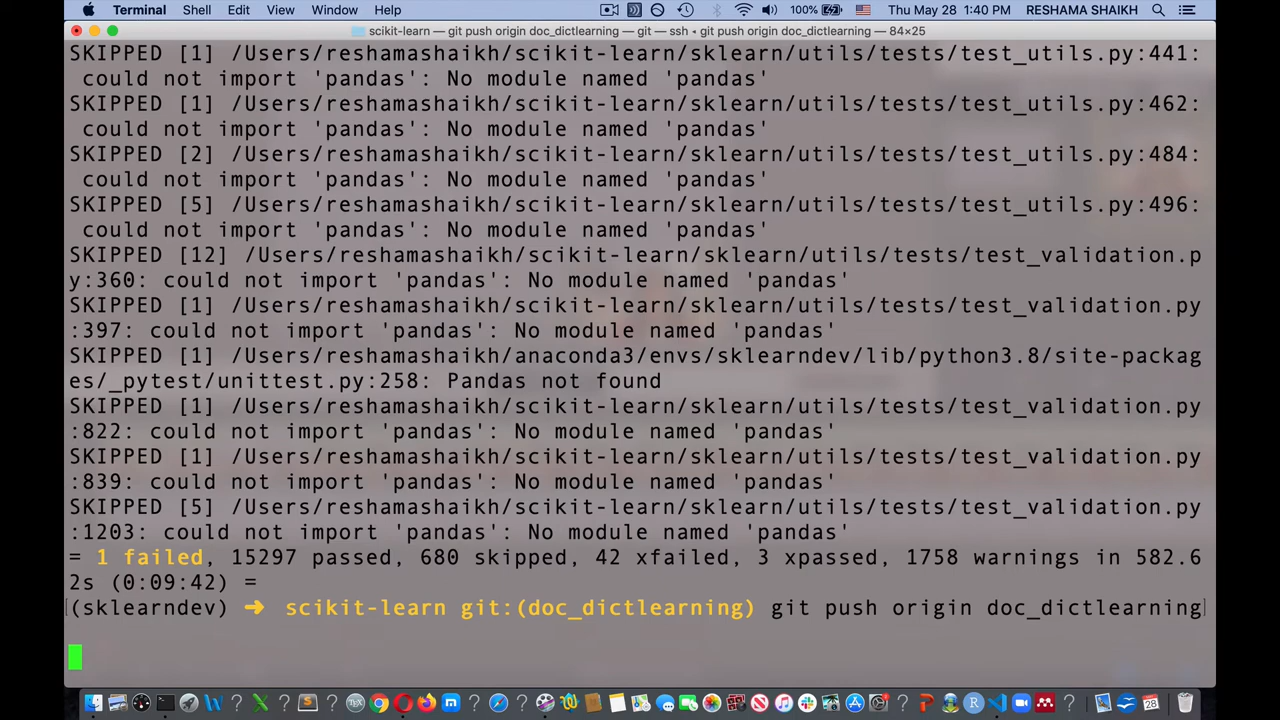 Terminal Shell Edit View Window Help 100% Thu May 28 1:40 PM RESHAMA SHAIKH
scikit-learn — git push origin doc_dictlearning — git — ssh ◂ git push origin doc_dictlearning — 84×25
SKIPPED [1] /Users/reshamashaikh/scikit-learn/sklearn/utils/tests/test_utils.py:441:
could not import 'pandas': No module named 'pandas'
SKIPPED [1] /Users/reshamashaikh/scikit-learn/sklearn/utils/tests/test_utils.py:462:
could not import 'pandas': No module named 'pandas'
SKIPPED [2] /Users/reshamashaikh/scikit-learn/sklearn/utils/tests/test_utils.py:484:
could not import 'pandas': No module named 'pandas'
SKIPPED [5] /Users/reshamashaikh/scikit-learn/sklearn/utils/tests/test_utils.py:496:
could not import 'pandas': No module named 'pandas'
SKIPPED [12] /Users/reshamashaikh/scikit-learn/sklearn/utils/tests/test_validation.p
y:360: could not import 'pandas': No module named 'pandas'
SKIPPED [1] /Users/reshamashaikh/scikit-learn/sklearn/utils/tests/test_validation.py
:397: could not import 'pandas': No module named 'pandas'
SKIPPED [1] /Users/reshamashaikh/anaconda3/envs/sklearndev/lib/python3.8/site-packag
es/_pytest/unittest.py:258: Pandas not found
SKIPPED [1] /Users/reshamashaikh/scikit-learn/sklearn/utils/tests/test_validation.py
:822: could not import 'pandas': No module named 'pandas'
SKIPPED [1] /Users/reshamashaikh/scikit-learn/sklearn/utils/tests/test_validation.py
:839: could not import 'pandas': No module named 'pandas'
SKIPPED [5] /Users/reshamashaikh/scikit-learn/sklearn/utils/tests/test_validation.py
:1203: could not import 'pandas': No module named 'pandas'
= 1 failed, 15297 passed, 680 skipped, 42 xfailed, 3 xpassed, 1758 warnings in 582.6
2s (0:09:42) =
(sklearndev) ➜ scikit-learn git:(doc_dictlearning) git push origin doc_dictlearning